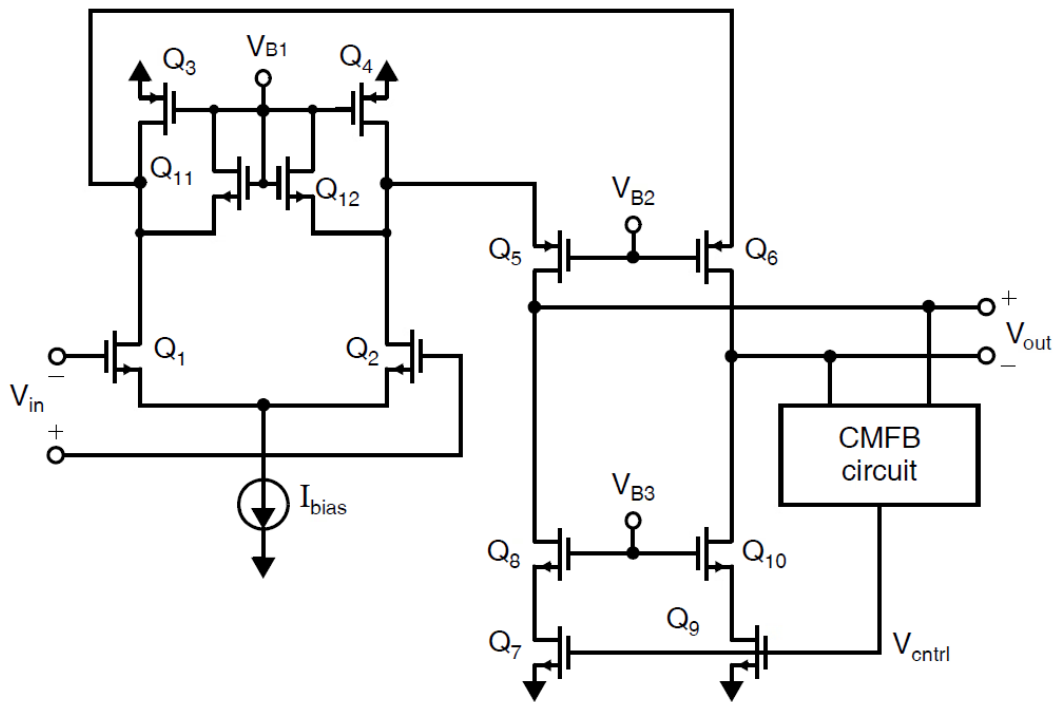 Q3
VB1
Q4
Q11
Q12
VB2
Q5
Q6
+
Vout
−
Q1
Q2
−
Vin
+
CMFB
circuit
Ibias
VB3
Q8
Q10
Q7
Q9
Vcntrl